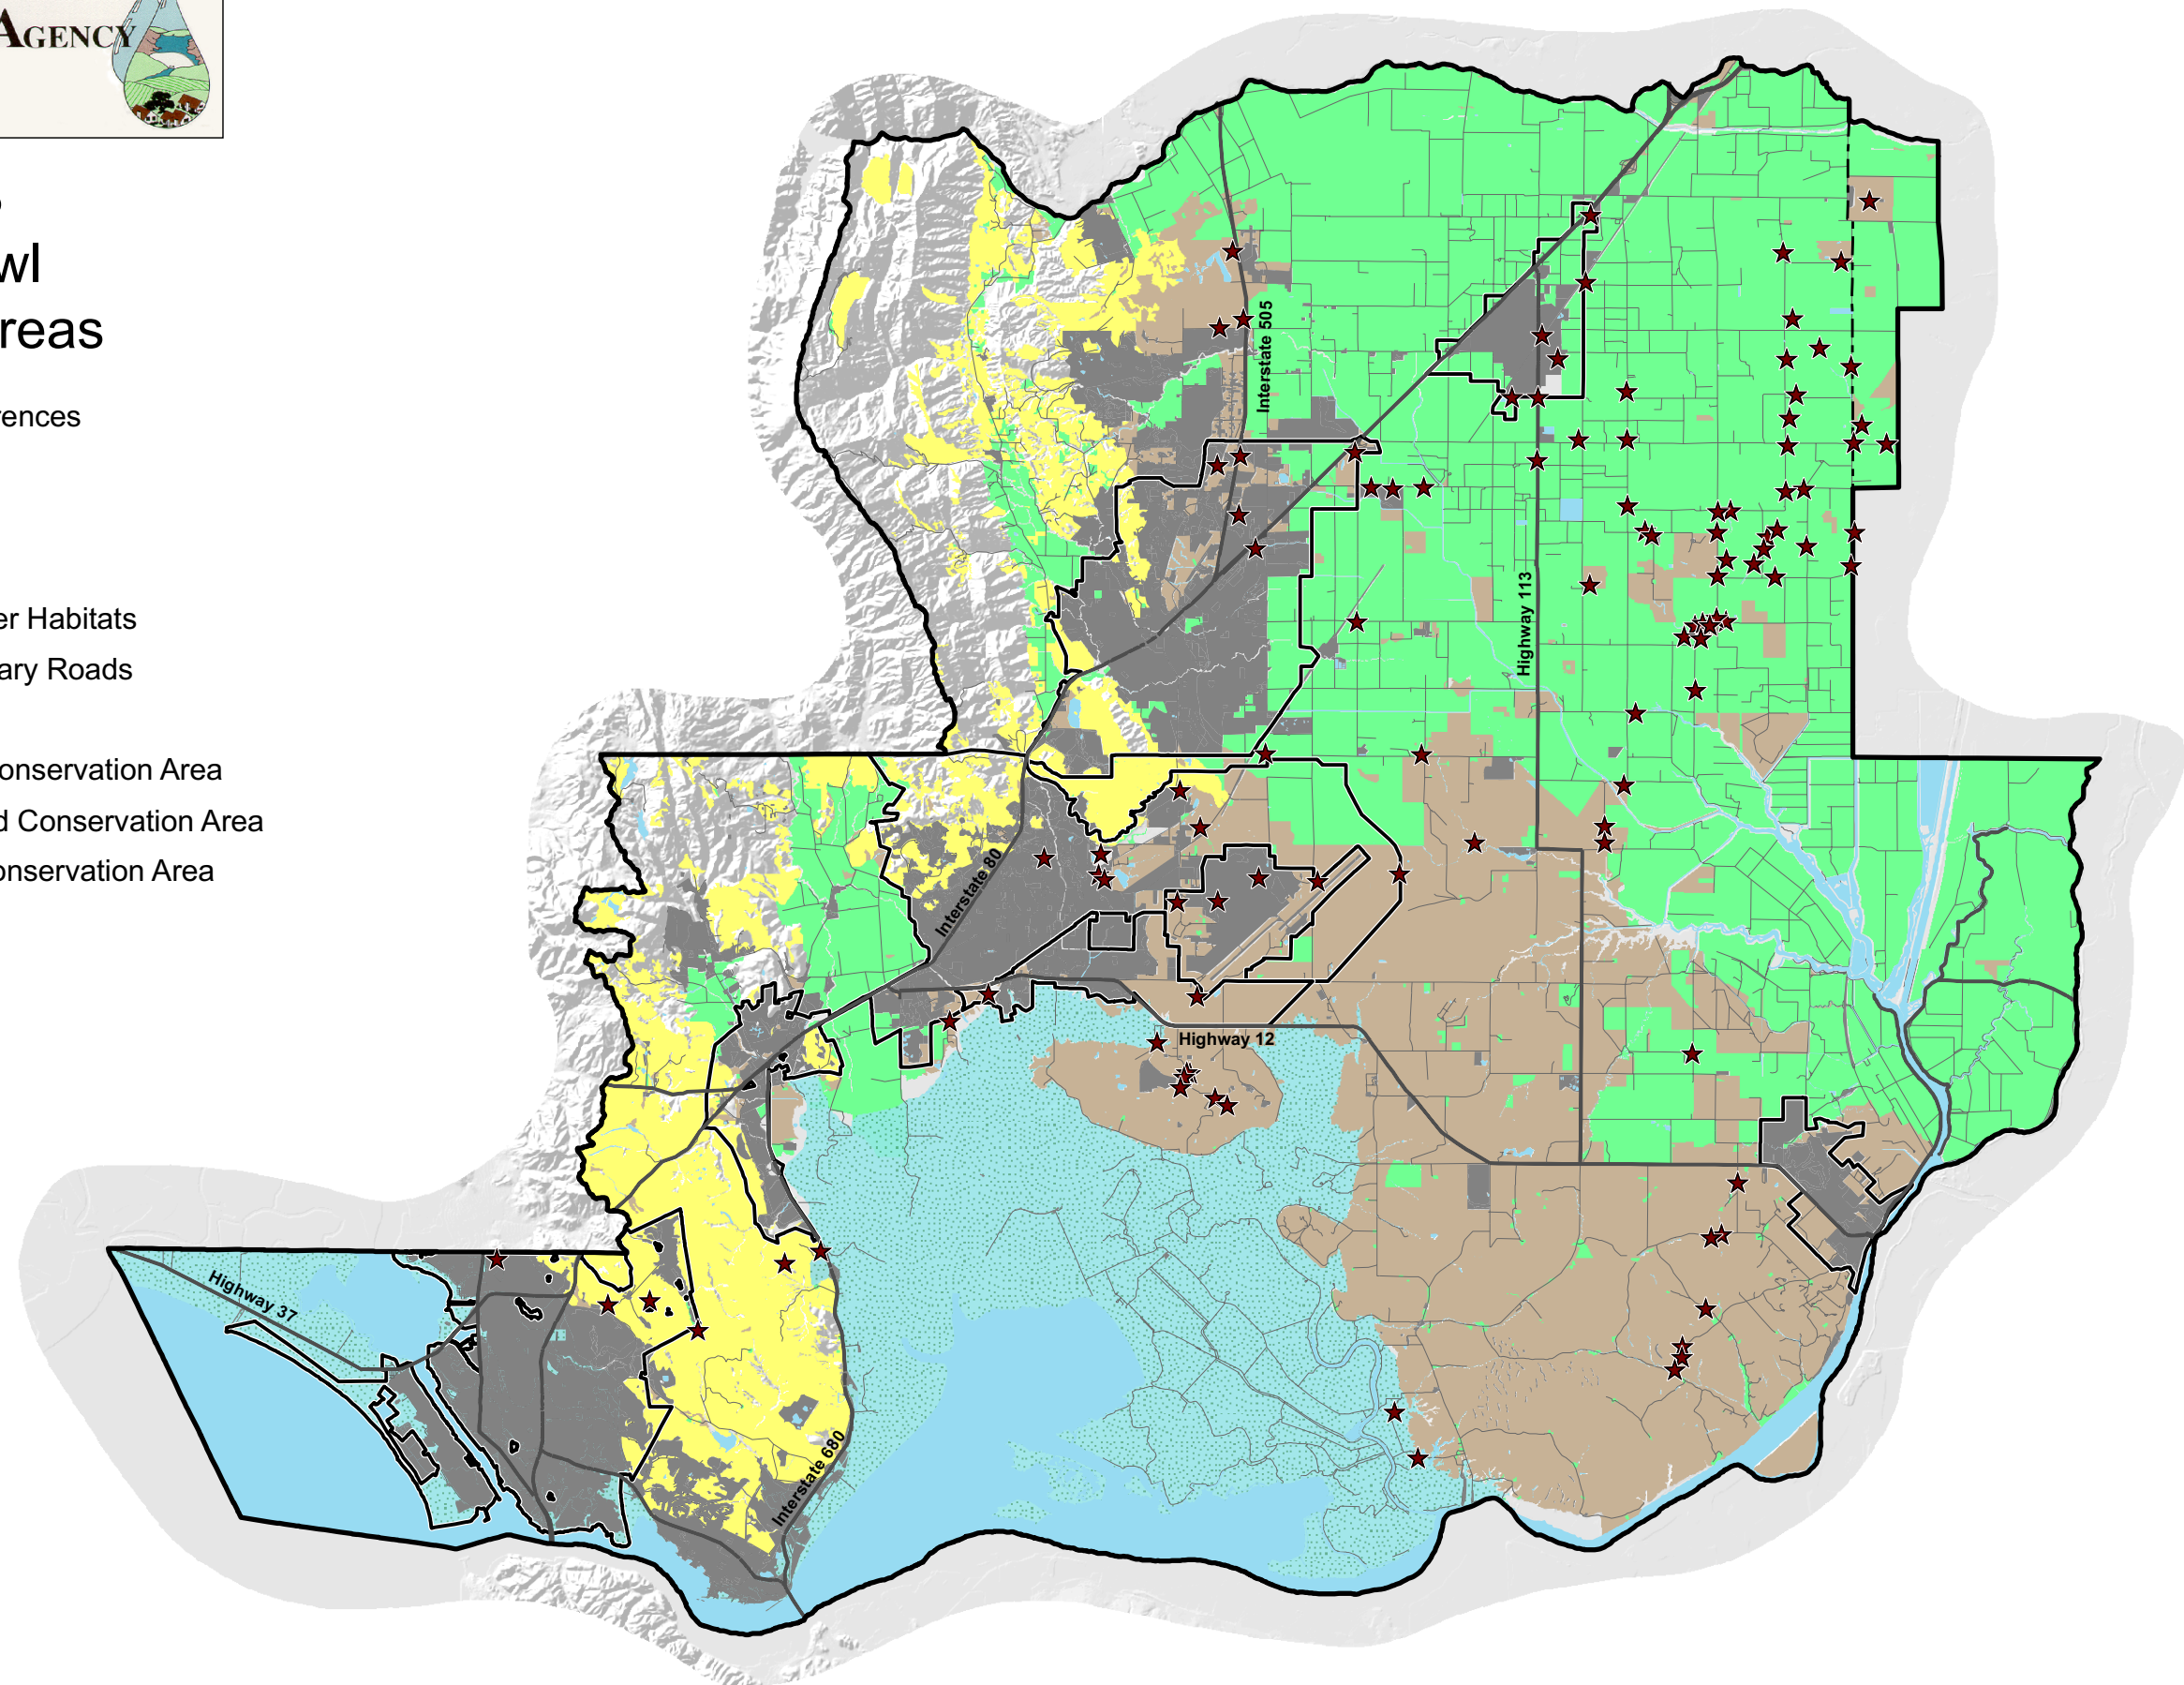 AGENCY
wl
reas
rences
er Habitats
ary Roads
onservation Area
d Conservation Area
onservation Area
Interstate 505
Highway 113
Interstate 80
Highway 12
Highway 37
Interstate 680